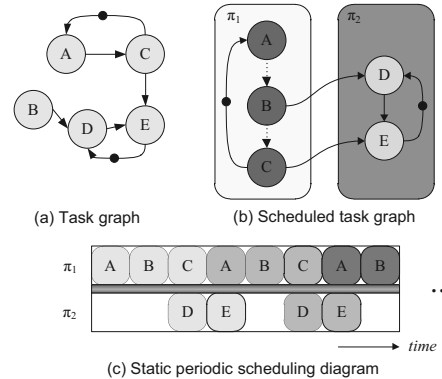 A C
B D E
(a) Task graph
π1 π2
A
B
C
D
E
(b) Scheduled task graph
π1 A B C A B C A B
π2 D E D E
time
(c) Static periodic scheduling diagram